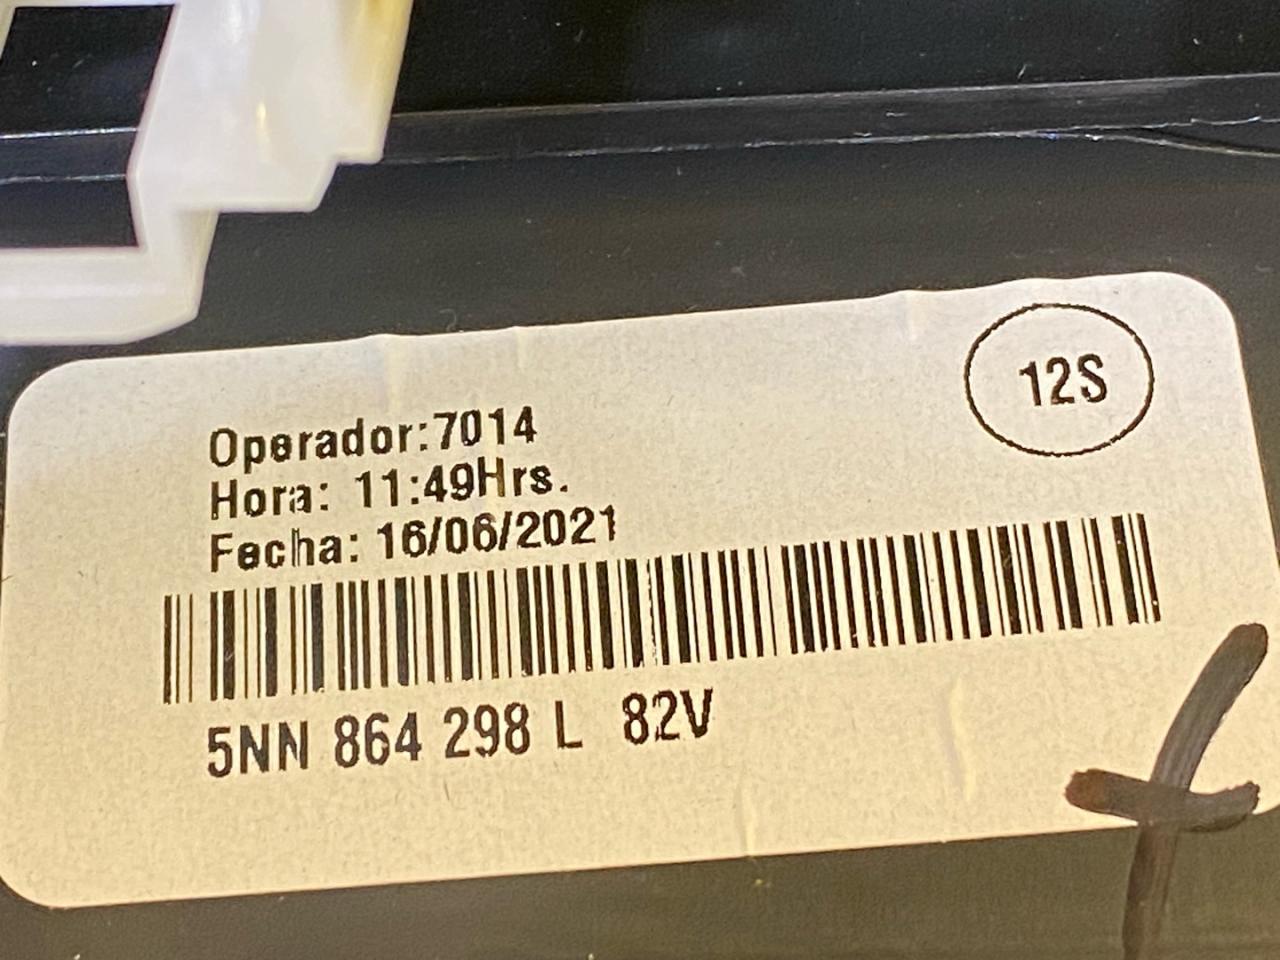 12S
Operador:7014
Hora: 11:49Hrs.
Fecha: 16/06/2021
5NN 864 298 L 82V